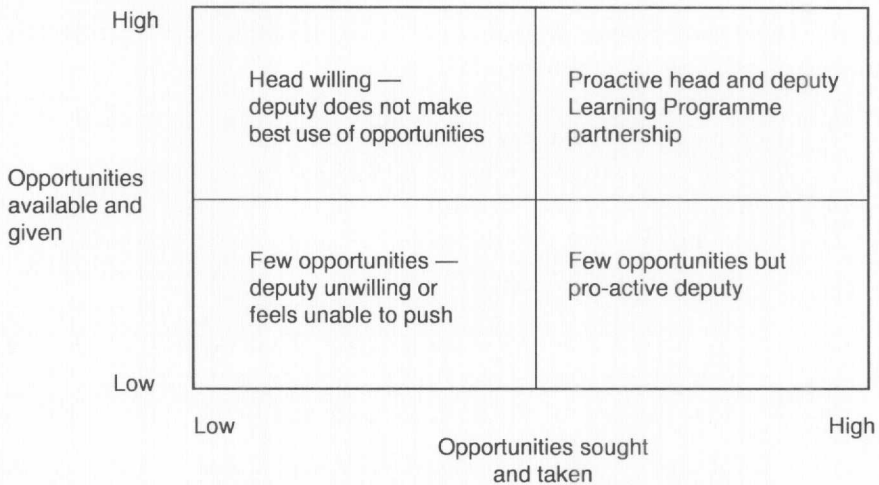 High
Head willing —
deputy does not make
best use of opportunities
Proactive head and deputy
Learning Programme
partnership
Opportunities
available and
given
Few opportunities —
deputy unwilling or
feels unable to push
Few opportunities but
pro-active deputy
Low
Low
High
Opportunities sought
and taken